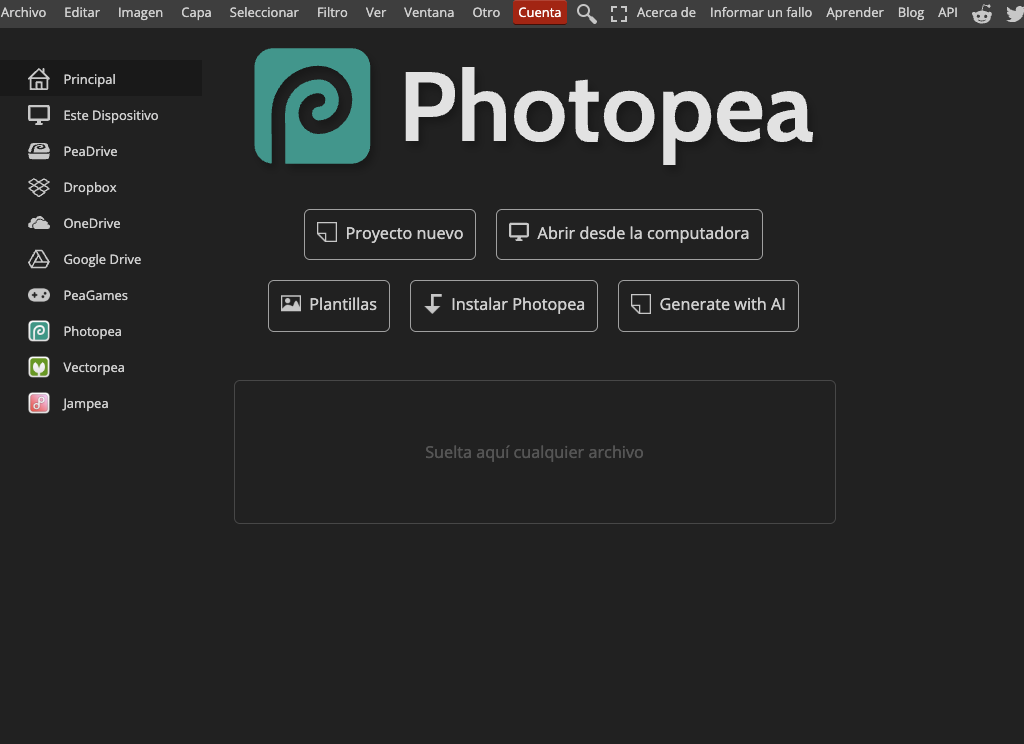 Archivo Editar Imagen Capa Seleccionar Filtro Ver Ventana Otro Cuenta Acerca de Informar un fallo Aprender Blog API
Principal
Este Dispositivo
PeaDrive
Dropbox
OneDrive
Google Drive
PeaGames
Photopea
Vectorpea
Jampea
Photopea
Proyecto nuevo Abrir desde la computadora
Plantillas Instalar Photopea Generate with AI
Suelta aquí cualquier archivo